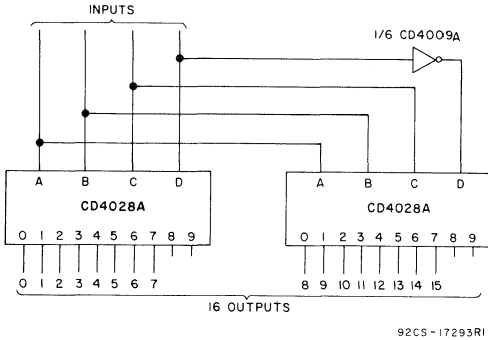 INPUTS
1/6 CD4009A
A B C D
A B C D
CD4028A
CD4028A
0 1 2 3 4 5 6 7 8 9
0 1 2 3 4 5 6 7 8 9
0 1 2 3 4 5 6 7
8 9 10 11 12 13 14 15
16 OUTPUTS
92CS-17293R1